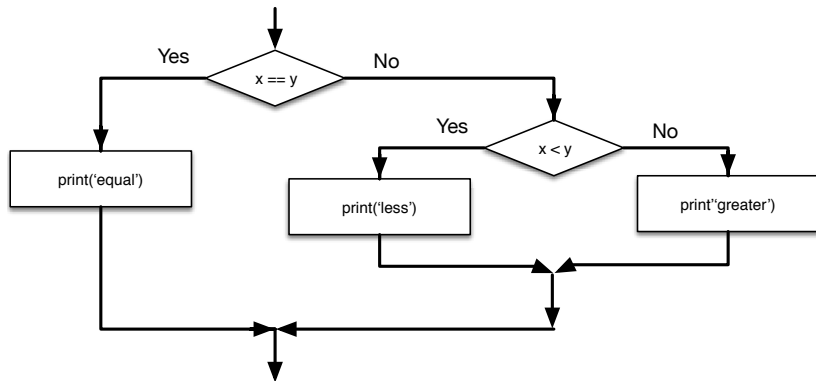 Yes
x == y
No
Yes
x < y
No
print(‘equal’)
print(‘less’)
print’‘greater’)